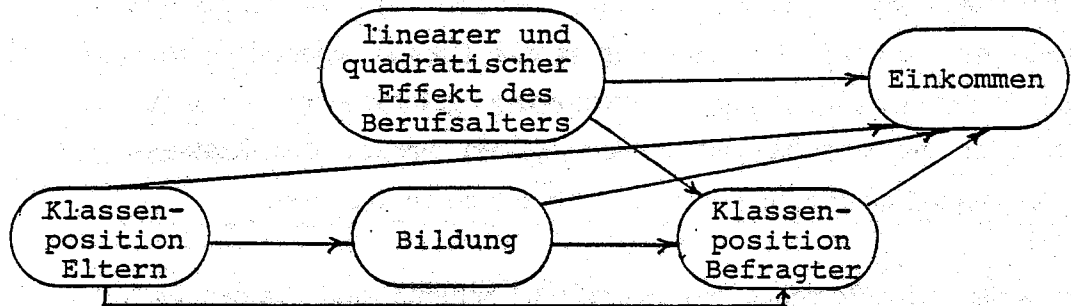 linearer und
quadratischer
Effekt des
Berufsalters
Einkommen
Klassen-
position
Eltern
Bildung
Klassen-
position
Befragter